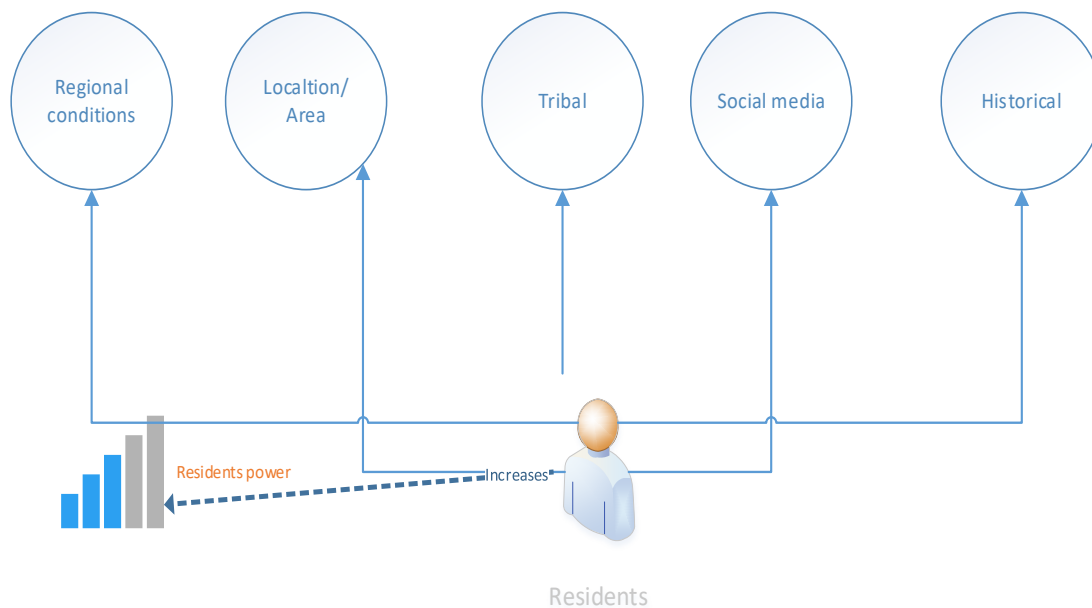 Regional
conditions
Localtion/
Area
Tribal
Social media
Historical
Residents power
Increases
Residents